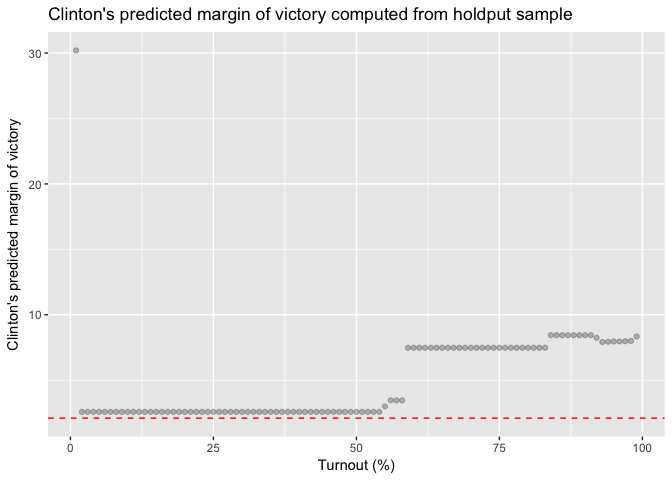 Clinton's predicted margin of victory computed from holdput sample
Clinton's predicted margin of victory
30
20
10
0
25
50
75
100
Turnout (%)